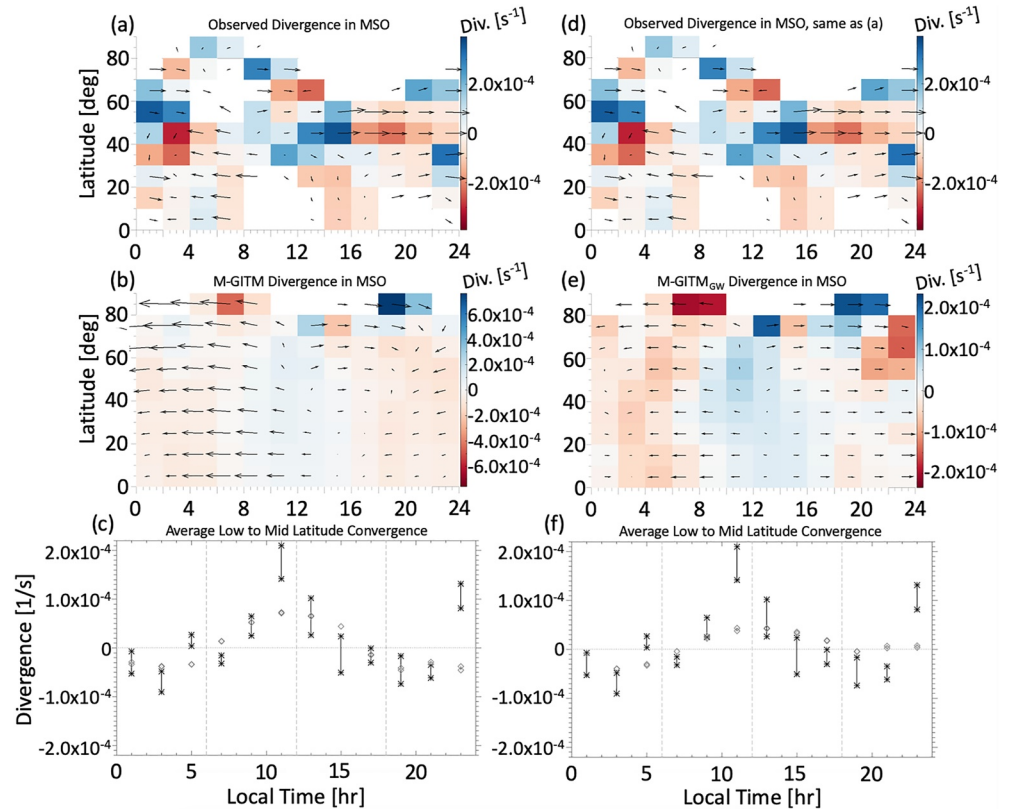 (a) Observed Divergence in MSO Div. [s-1]
80
60
40
20
0
Latitude [deg]
2.0x10-4
0
-2.0x10-4
0 4 8 12 16 20 24
(d) Observed Divergence in MSO, same as (a) Div. [s-1]
80
60
40
20
0
Latitude [deg]
2.0x10-4
0
-2.0x10-4
0 4 8 12 16 20 24
(b) M-GITM Divergence in MSO Div. [s-1]
80
60
40
20
0
Latitude [deg]
6.0x10-4
4.0x10-4
2.0x10-4
0
-2.0x10-4
-4.0x10-4
-6.0x10-4
0 4 8 12 16 20 24
(e) M-GITMGW Divergence in MSO Div. [s-1]
80
60
40
20
0
2.0x10-4
1.0x10-4
0
-1.0x10-4
-2.0x10-4
0 4 8 12 16 20 24
(c) Average Low to Mid Latitude Convergence
2.0x10-4
1.0x10-4
0
-1.0x10-4
-2.0x10-4
Divergence [1/s]
0 5 10 15 20
Local Time [hr]
(f) Average Low to Mid Latitude Convergence
2.0x10-4
1.0x10-4
0
-1.0x10-4
-2.0x10-4
0 5 10 15 20
Local Time [hr]